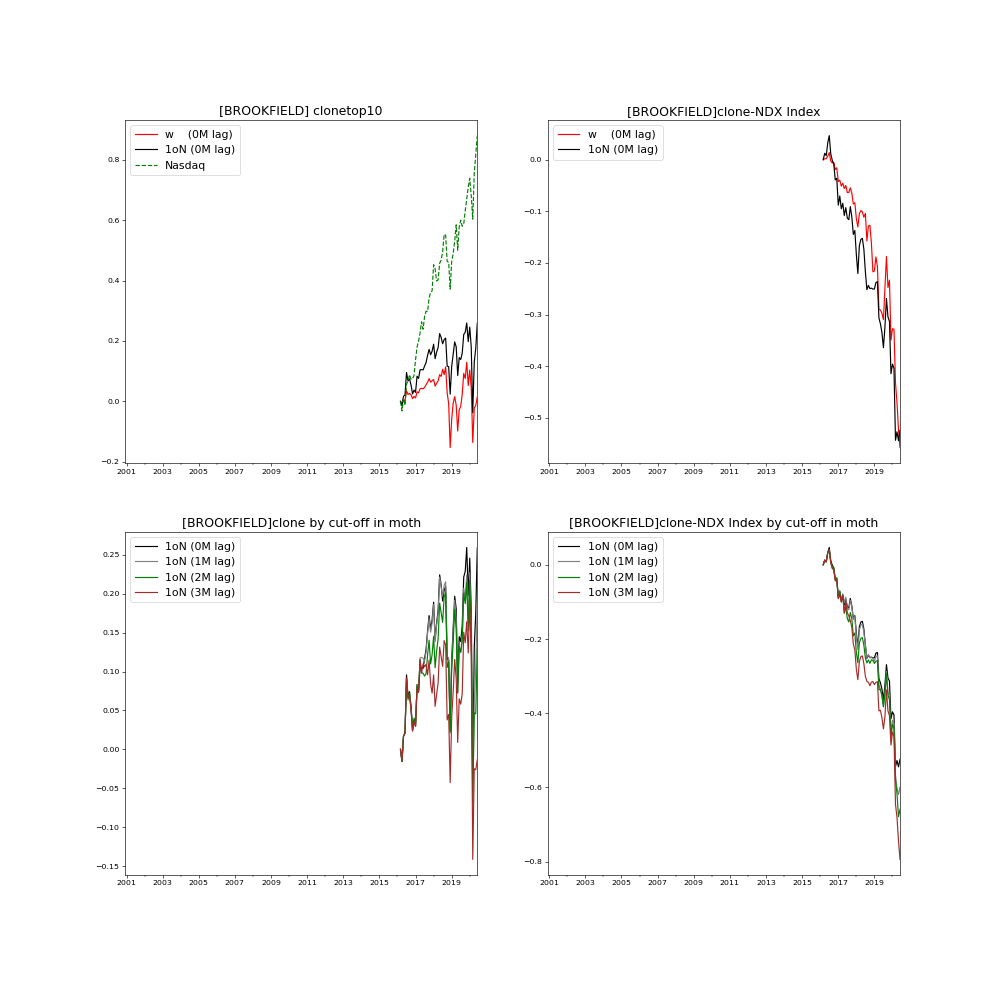 [BROOKFIELD] clonetop10
w (0M lag)
1oN (0M lag)
Nasdaq
0.8
0.6
0.4
0.2
0.0
−0.2
2001 2003 2005 2007 2009 2011 2013 2015 2017 2019
[BROOKFIELD]clone-NDX Index
w (0M lag)
1oN (0M lag)
0.0
−0.1
−0.2
−0.3
−0.4
−0.5
2001 2003 2005 2007 2009 2011 2013 2015 2017 2019
[BROOKFIELD]clone by cut-off in moth
1oN (0M lag)
1oN (1M lag)
1oN (2M lag)
1oN (3M lag)
0.25
0.20
0.15
0.10
0.05
0.00
−0.05
−0.10
−0.15
2001 2003 2005 2007 2009 2011 2013 2015 2017 2019
[BROOKFIELD]clone-NDX Index by cut-off in moth
1oN (0M lag)
1oN (1M lag)
1oN (2M lag)
1oN (3M lag)
0.0
−0.2
−0.4
−0.6
−0.8
2001 2003 2005 2007 2009 2011 2013 2015 2017 2019